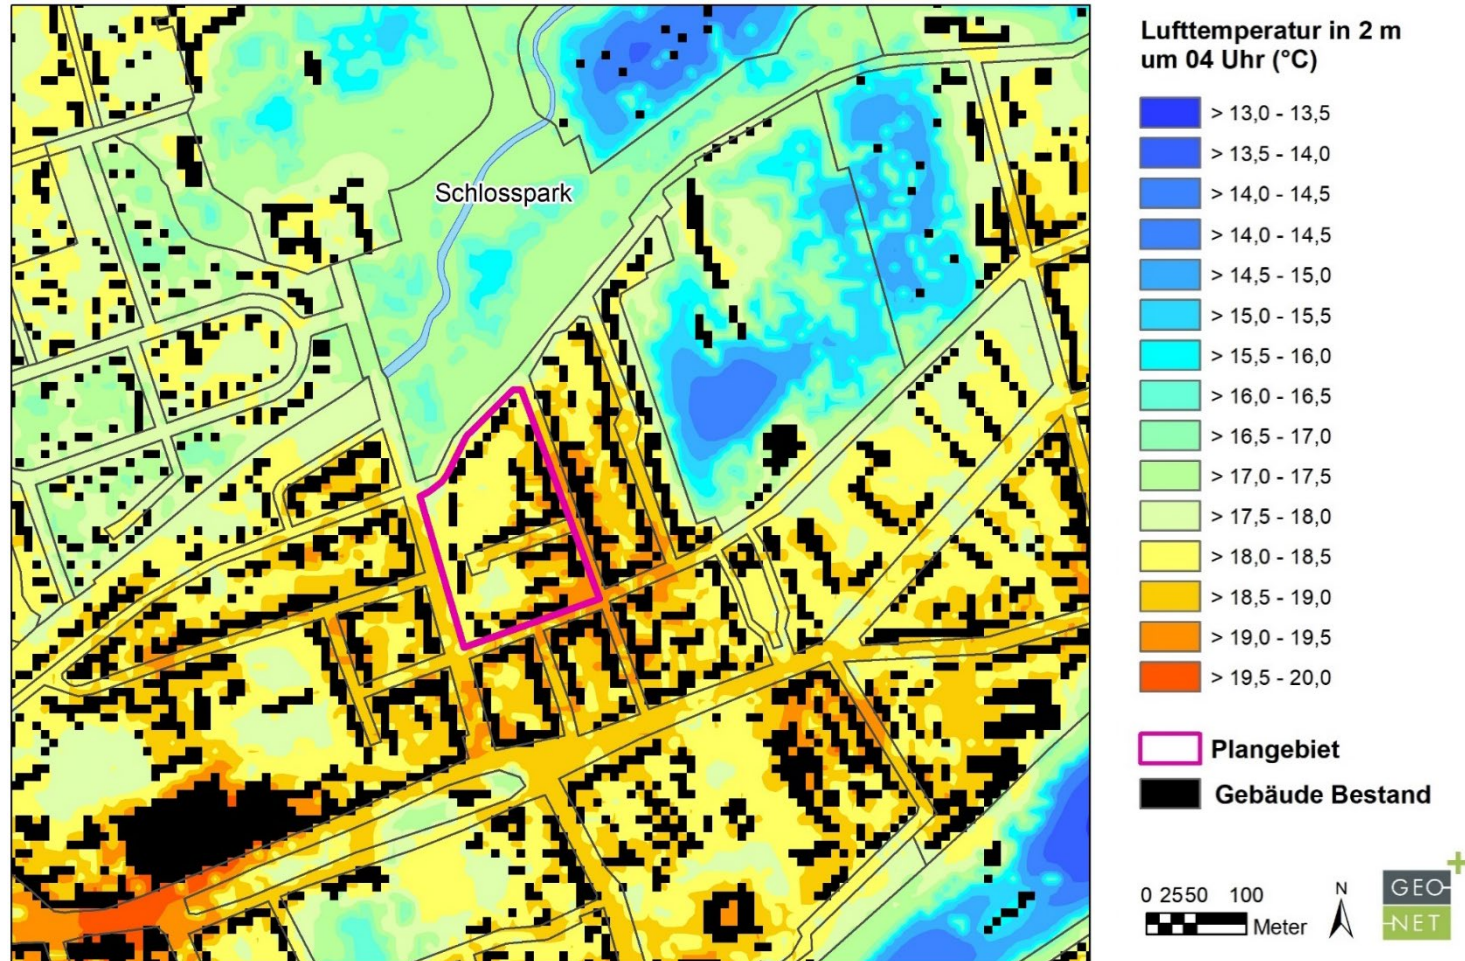 Schlosspark
Lufttemperatur in 2 m
um 04 Uhr (°C)
> 13,0 - 13,5
> 13,5 - 14,0
> 14,0 - 14,5
> 14,0 - 14,5
> 14,5 - 15,0
> 15,0 - 15,5
> 15,5 - 16,0
> 16,0 - 16,5
> 16,5 - 17,0
> 17,0 - 17,5
> 17,5 - 18,0
> 18,0 - 18,5
> 18,5 - 19,0
> 19,0 - 19,5
> 19,5 - 20,0
Plangebiet
Gebäude Bestand
0 2550 100
Meter
N
GEO
NET